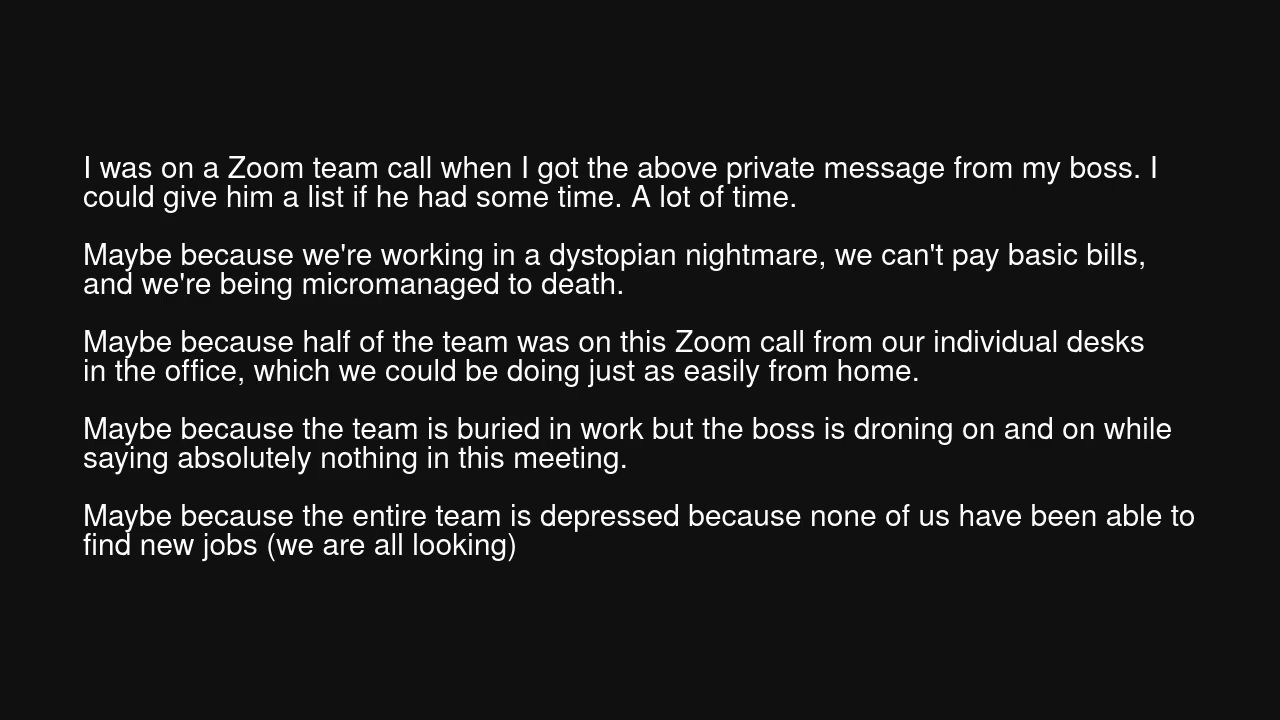 I was on a Zoom team call when I got the above private message from my boss. I
could give him a list if he had some time. A lot of time.
Maybe because we're working in a dystopian nightmare, we can't pay basic bills,
and we're being micromanaged to death.
Maybe because half of the team was on this Zoom call from our individual desks
in the office, which we could be doing just as easily from home.
Maybe because the team is buried in work but the boss is droning on and on while
saying absolutely nothing in this meeting.
Maybe because the entire team is depressed because none of us have been able to
find new jobs (we are all looking)